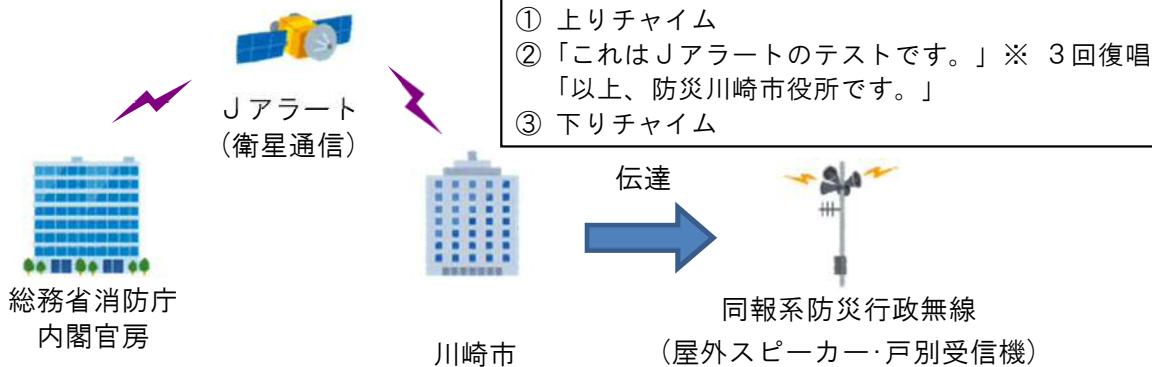 ① 上りチャイム
②「これはＪアラートのテストです。」※ ３回復唱
「以上、防災川崎市役所です。」
③ 下りチャイム
Ｊアラート
（衛星通信）
伝達
総務省消防庁
内閣官房
川崎市
同報系防災行政無線
（屋外スピーカー･戸別受信機）